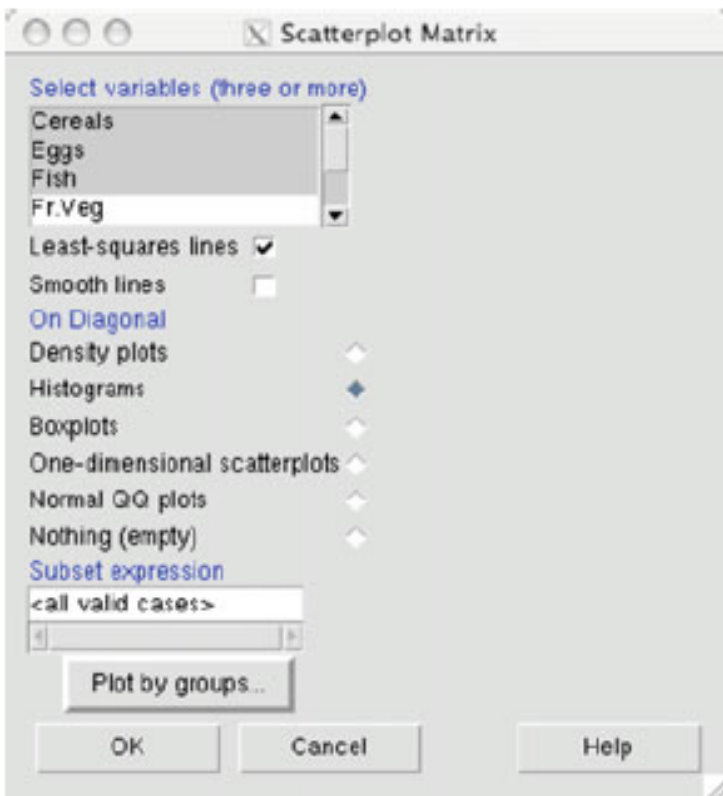 Scatterplot Matrix
Select variables (three or more)
Cereals
Eggs
Fish
Fr.Veg
Least-squares lines
Smooth lines
On Diagonal
Density plots
Histograms
Boxplots
One-dimensional scatterplots
Normal QQ plots
Nothing (empty)
Subset expression
<all valid cases>
Plot by groups...
OK Cancel Help